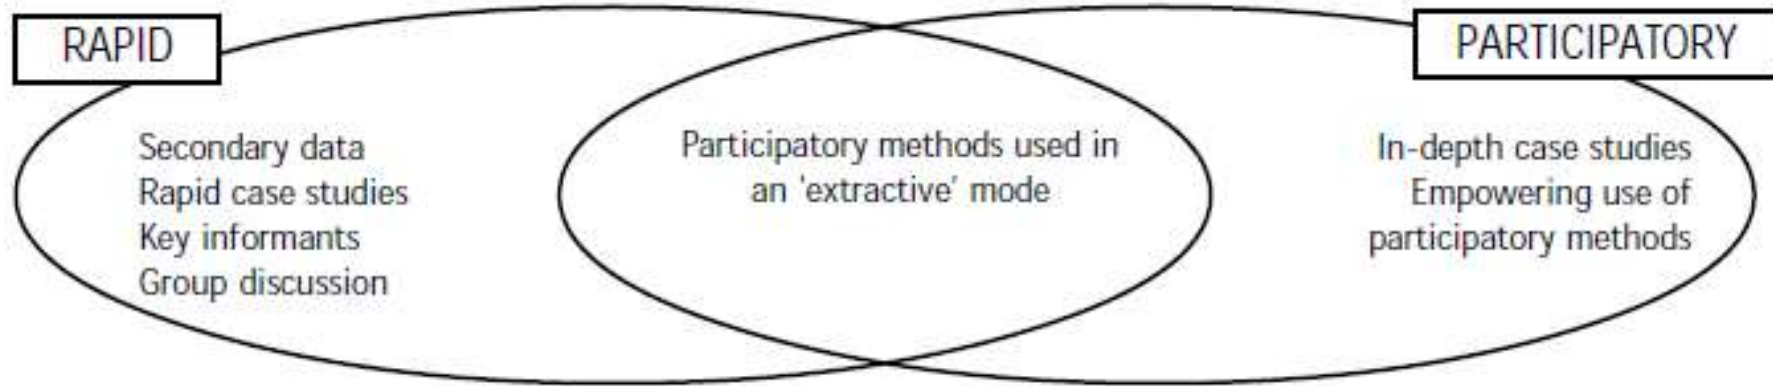 RAPID
PARTICIPATORY
Secondary data
Rapid case studies
Key informants
Group discussion
Participatory methods used in
an 'extractive' mode
In-depth case studies
Empowering use of
participatory methods